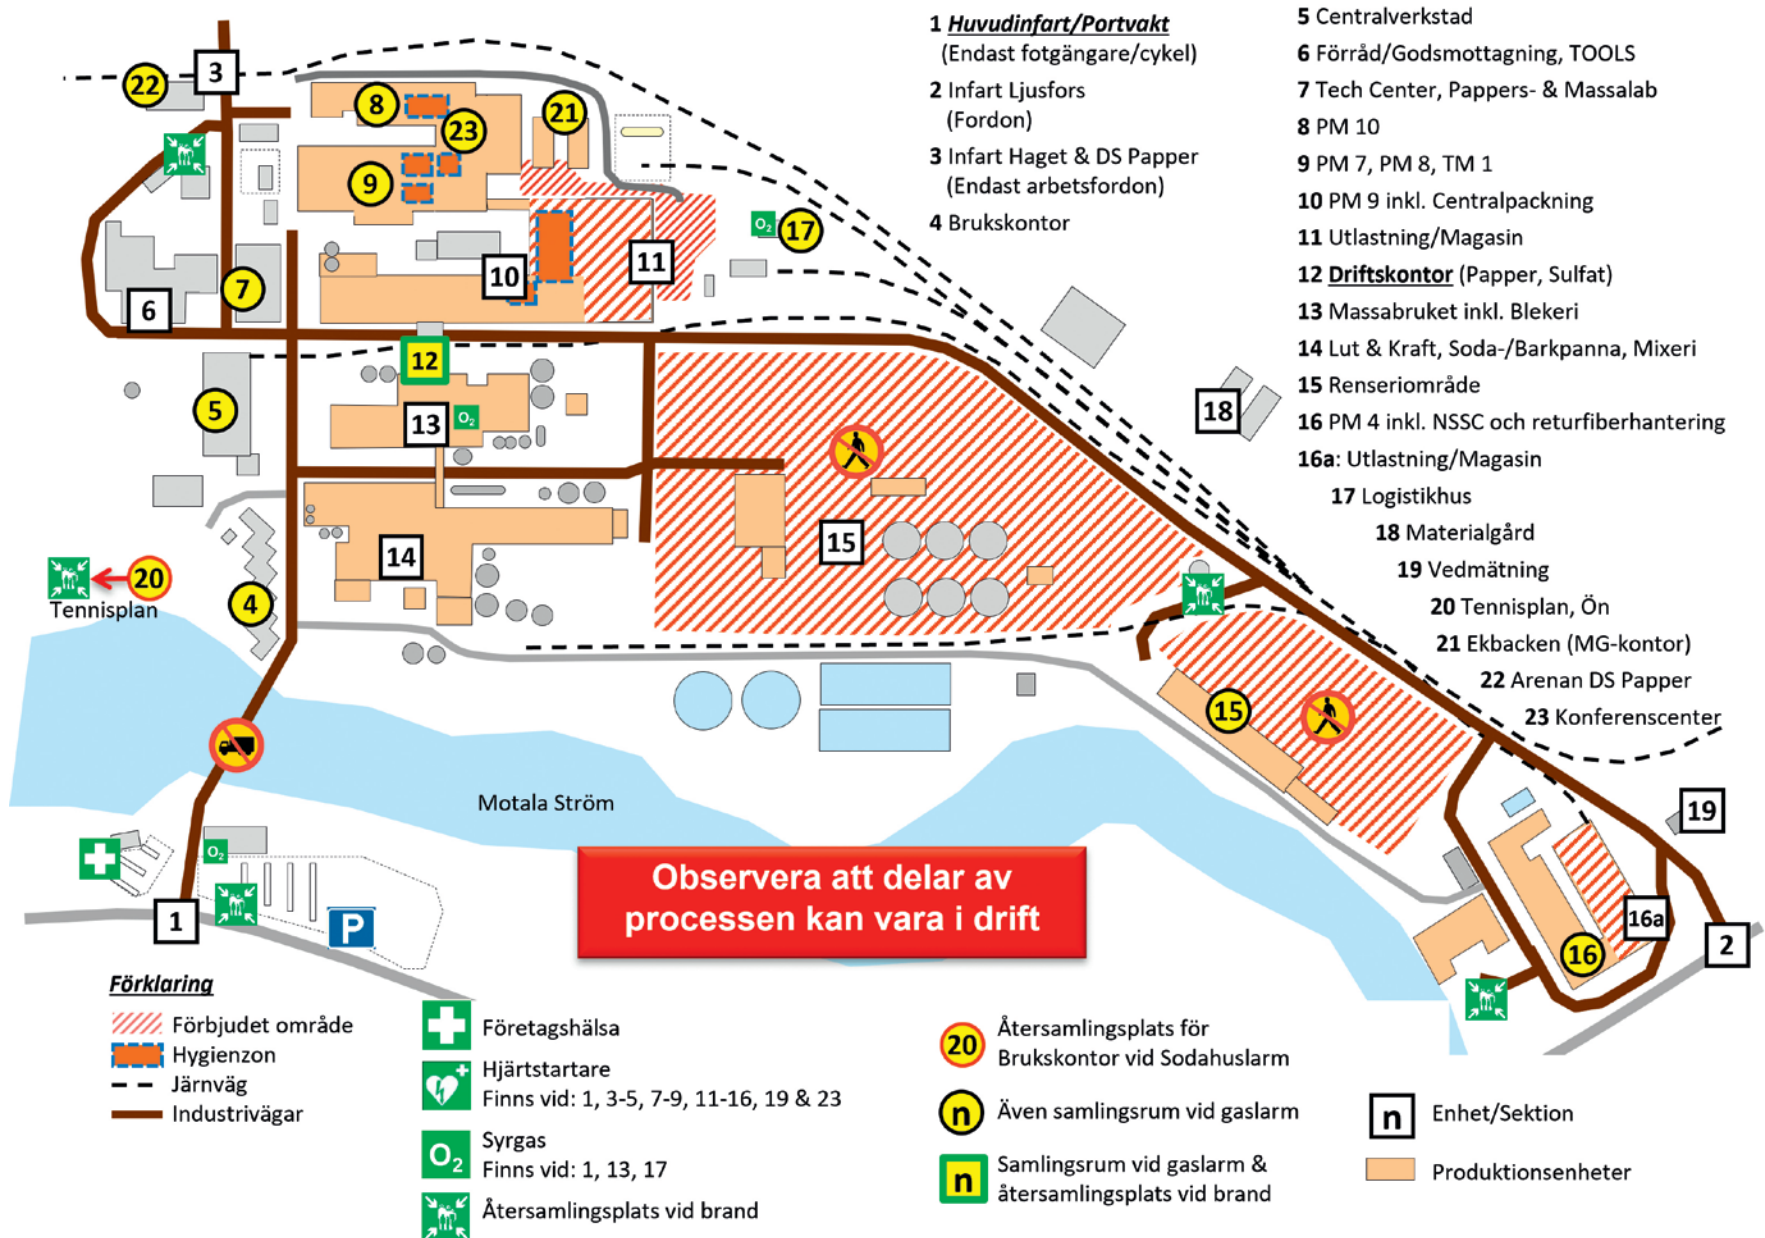 1 Huvudinfart/Portvakt
(Endast fotgängare/cykel)
2 Infart Ljusfors
(Fordon)
3 Infart Haget & DS Papper
(Endast arbetsfordon)
4 Brukskontor
5 Centralverkstad
6 Förråd/Godsmottagning, TOOLS
7 Tech Center, Pappers- & Massalab
8 PM 10
9 PM 7, PM 8, TM 1
10 PM 9 inkl. Centralpackning
11 Utlastning/Magasin
12 Driftskontor (Papper, Sulfat)
13 Massabruket inkl. Blekeri
14 Lut & Kraft, Soda-/Barkpanna, Mixeri
15 Renseriområde
16 PM 4 inkl. NSSC och returfiberhantering
16a: Utlastning/Magasin
17 Logistikhus
18 Materialgård
19 Vedmätning
20 Tennisplan, Ön
21 Ekbacken (MG-kontor)
22 Arenan DS Papper
23 Konferenscenter
3
22
8
21
23
9
O2
17
11
10
7
6
12
5
13
O2
18
15
14
20
Tennisplan
4
15
Motala Ström
19
O2
1
P
16a
16
2
Observera att delar av
processen kan vara i drift
Förklaring
Förbjudet område
Hygienzon
Järnväg
Industrivägar
Företagshälsa
Hjärtstartare
Finns vid: 1, 3-5, 7-9, 11-16, 19 & 23
O2
Syrgas
Finns vid: 1, 13, 17
Återsamlingsplats vid brand
20
Återsamlingsplats för
Brukskontor vid Sodahuslarm
n
Även samlingsrum vid gaslarm
n
Samlingsrum vid gaslarm &
återsamlingsplats vid brand
n
Enhet/Sektion
Produktionsenheter